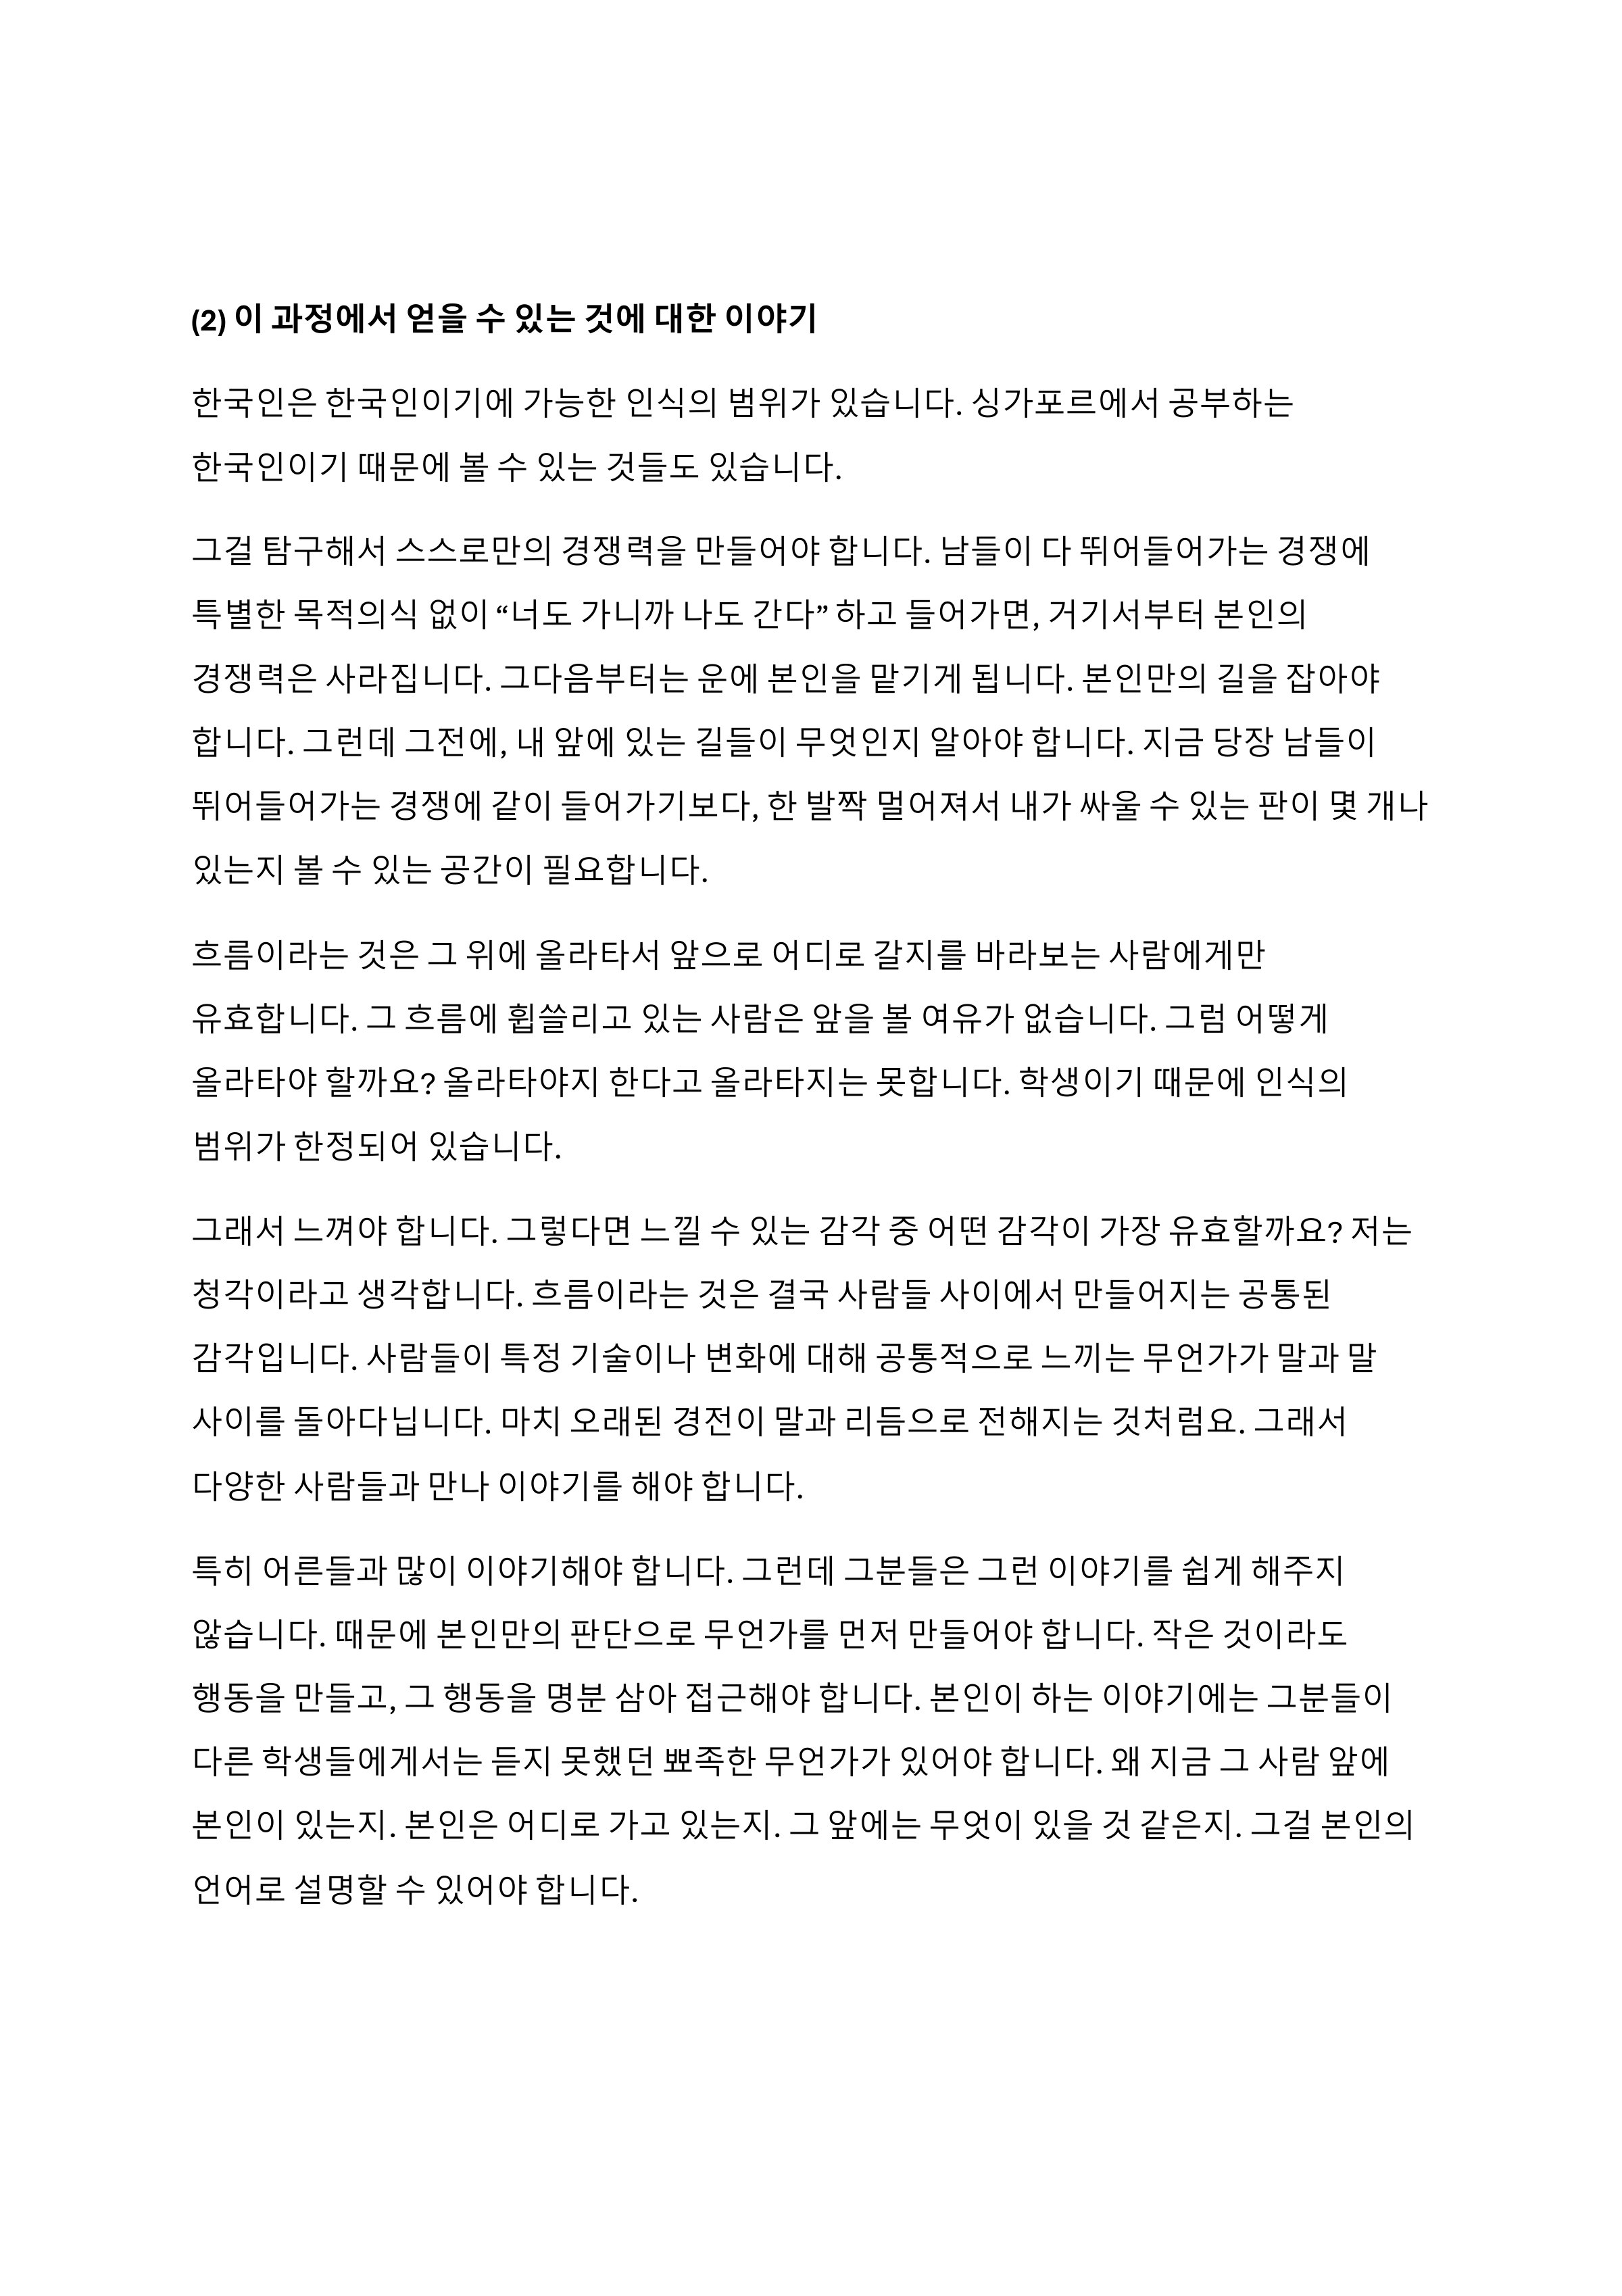 (2) 이 과정에서 얻을 수 있는 것에 대한 이야기
한국인은 한국인이기에 가능한 인식의 범위가 있습니다. 싱가포르에서 공부하는
한국인이기 때문에 볼 수 있는 것들도 있습니다.
그걸 탐구해서 스스로만의 경쟁력을 만들어야 합니다. 남들이 다 뛰어들어가는 경쟁에
특별한 목적의식 없이 “너도 가니까 나도 간다” 하고 들어가면, 거기서부터 본인의
경쟁력은 사라집니다. 그다음부터는 운에 본인을 맡기게 됩니다. 본인만의 길을 잡아야
합니다. 그런데 그전에, 내 앞에 있는 길들이 무엇인지 알아야 합니다. 지금 당장 남들이
뛰어들어가는 경쟁에 같이 들어가기보다, 한 발짝 멀어져서 내가 싸울 수 있는 판이 몇 개나
있는지 볼 수 있는 공간이 필요합니다.
흐름이라는 것은 그 위에 올라타서 앞으로 어디로 갈지를 바라보는 사람에게만
유효합니다. 그 흐름에 휩쓸리고 있는 사람은 앞을 볼 여유가 없습니다. 그럼 어떻게
올라타야 할까요? 올라타야지 한다고 올라타지는 못합니다. 학생이기 때문에 인식의
범위가 한정되어 있습니다.
그래서 느껴야 합니다. 그렇다면 느낄 수 있는 감각 중 어떤 감각이 가장 유효할까요? 저는
청각이라고 생각합니다. 흐름이라는 것은 결국 사람들 사이에서 만들어지는 공통된
감각입니다. 사람들이 특정 기술이나 변화에 대해 공통적으로 느끼는 무언가가 말과 말
사이를 돌아다닙니다. 마치 오래된 경전이 말과 리듬으로 전해지는 것처럼요. 그래서
다양한 사람들과 만나 이야기를 해야 합니다.
특히 어른들과 많이 이야기해야 합니다. 그런데 그분들은 그런 이야기를 쉽게 해주지
않습니다. 때문에 본인만의 판단으로 무언가를 먼저 만들어야 합니다. 작은 것이라도
행동을 만들고, 그 행동을 명분 삼아 접근해야 합니다. 본인이 하는 이야기에는 그분들이
다른 학생들에게서는 듣지 못했던 뾰족한 무언가가 있어야 합니다. 왜 지금 그 사람 앞에
본인이 있는지. 본인은 어디로 가고 있는지. 그 앞에는 무엇이 있을 것 같은지. 그걸 본인의
언어로 설명할 수 있어야 합니다.